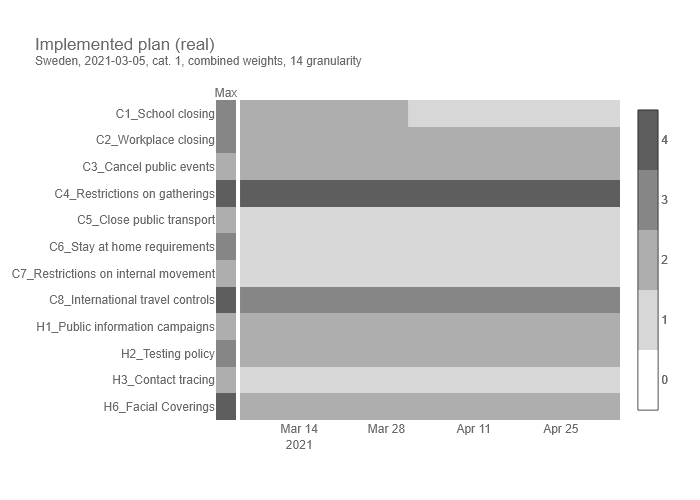 Implemented plan (real)
Sweden, 2021-03-05, cat. 1, combined weights, 14 granularity
Max
C1_School closing
C2_Workplace closing
C3_Cancel public events
C4_Restrictions on gatherings
C5_Close public transport
C6_Stay at home requirements
C7_Restrictions on internal movement
C8_International travel controls
H1_Public information campaigns
H2_Testing policy
H3_Contact tracing
H6_Facial Coverings
Mar 14 Mar 28 Apr 11 Apr 25
2021
4
3
2
1
0